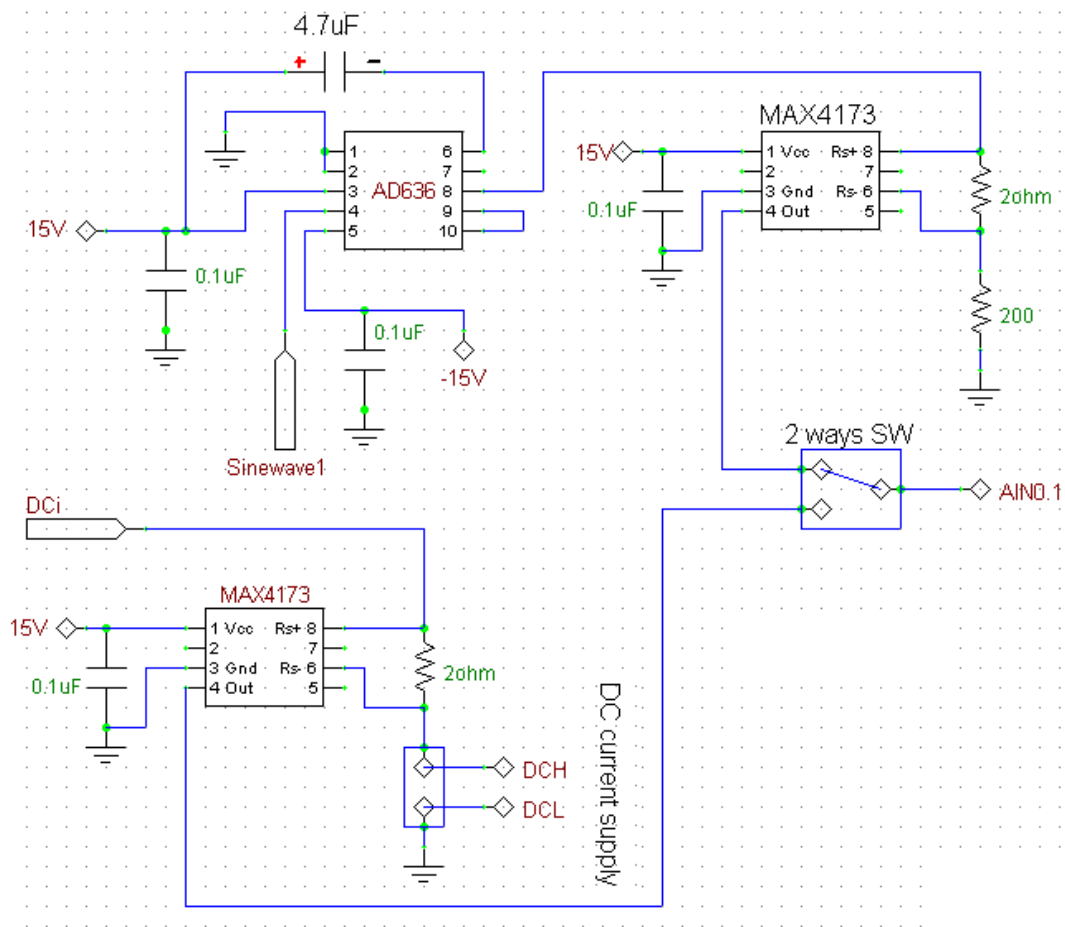 4.7uF
+ -
1 6
2 7
3 AD636 8
4 9
5 10
15V
0.1uF
0.1uF
-15V
Sinewave1
MAX4173
15V
1 Vcc Rs+ 8
2 7
3 Gnd Rs- 6
4 Out 5
0.1uF
2ohm
200
2 ways SW
AIN0.1
DCi
MAX4173
15V
1 Vcc Rs+ 8
2 7
3 Gnd Rs- 6
4 Out 5
0.1uF
2ohm
DCH
DCL
DC current supply